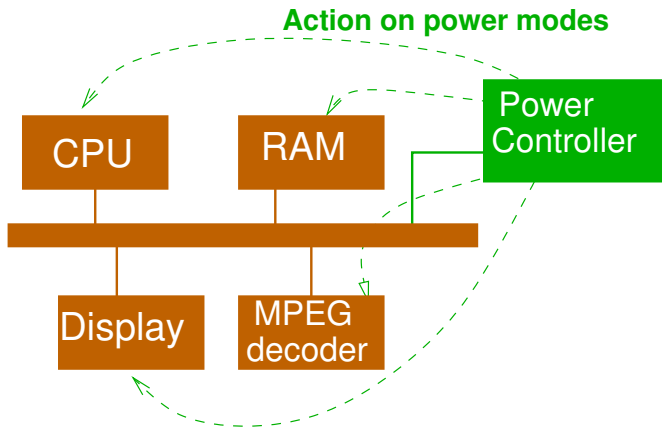 Action on power modes
Power
Controller
CPU
RAM
Display
MPEG
decoder